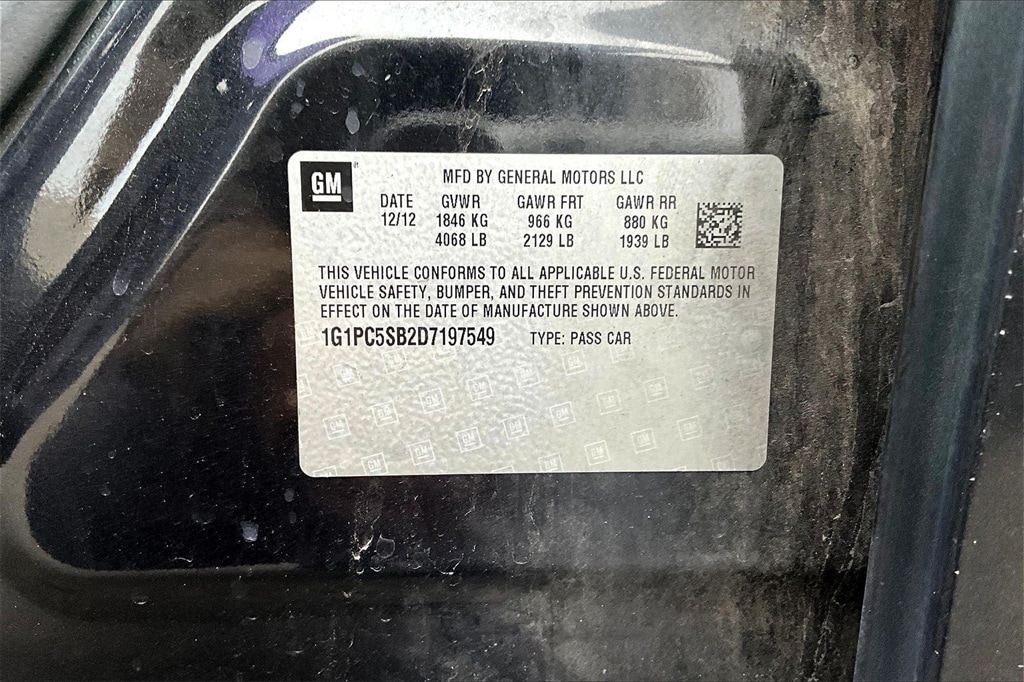 GM
MFD BY GENERAL MOTORS LLC
DATE GVWR GAWR FRT GAWR RR
12/12 1846 KG 966 KG 880 KG
4068 LB 2129 LB 1939 LB
THIS VEHICLE CONFORMS TO ALL APPLICABLE U.S. FEDERAL MOTOR
VEHICLE SAFETY, BUMPER, AND THEFT PREVENTION STANDARDS IN
EFFECT ON THE DATE OF MANUFACTURE SHOWN ABOVE.
1G1PC5SB2D7197549 TYPE: PASS CAR